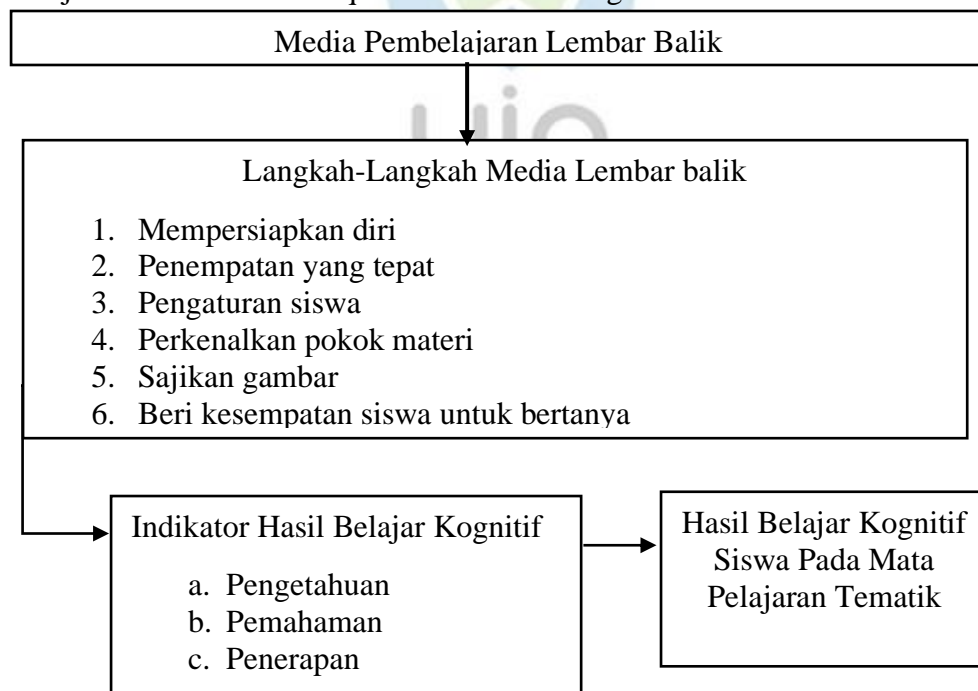 Media Pembelajaran Lembar Balik
uin
Langkah-Langkah Media Lembar balik
1. Mempersiapkan diri
2. Penempatan yang tepat
3. Pengaturan siswa
4. Perkenalkan pokok materi
5. Sajikan gambar
6. Beri kesempatan siswa untuk bertanya
Indikator Hasil Belajar Kognitif
a. Pengetahuan
b. Pemahaman
c. Penerapan
Hasil Belajar Kognitif
Siswa Pada Mata
Pelajaran Tematik